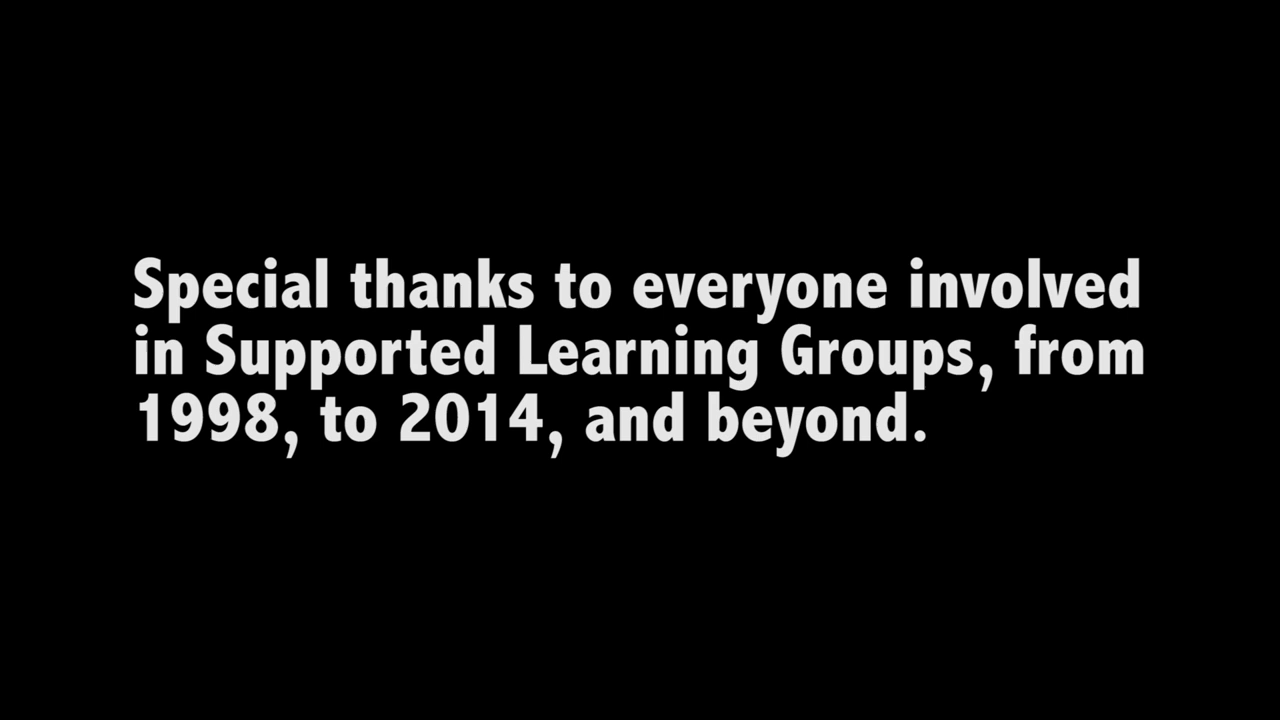 Special thanks to everyone involved
in Supported Learning Groups, from
1998, to 2014, and beyond.